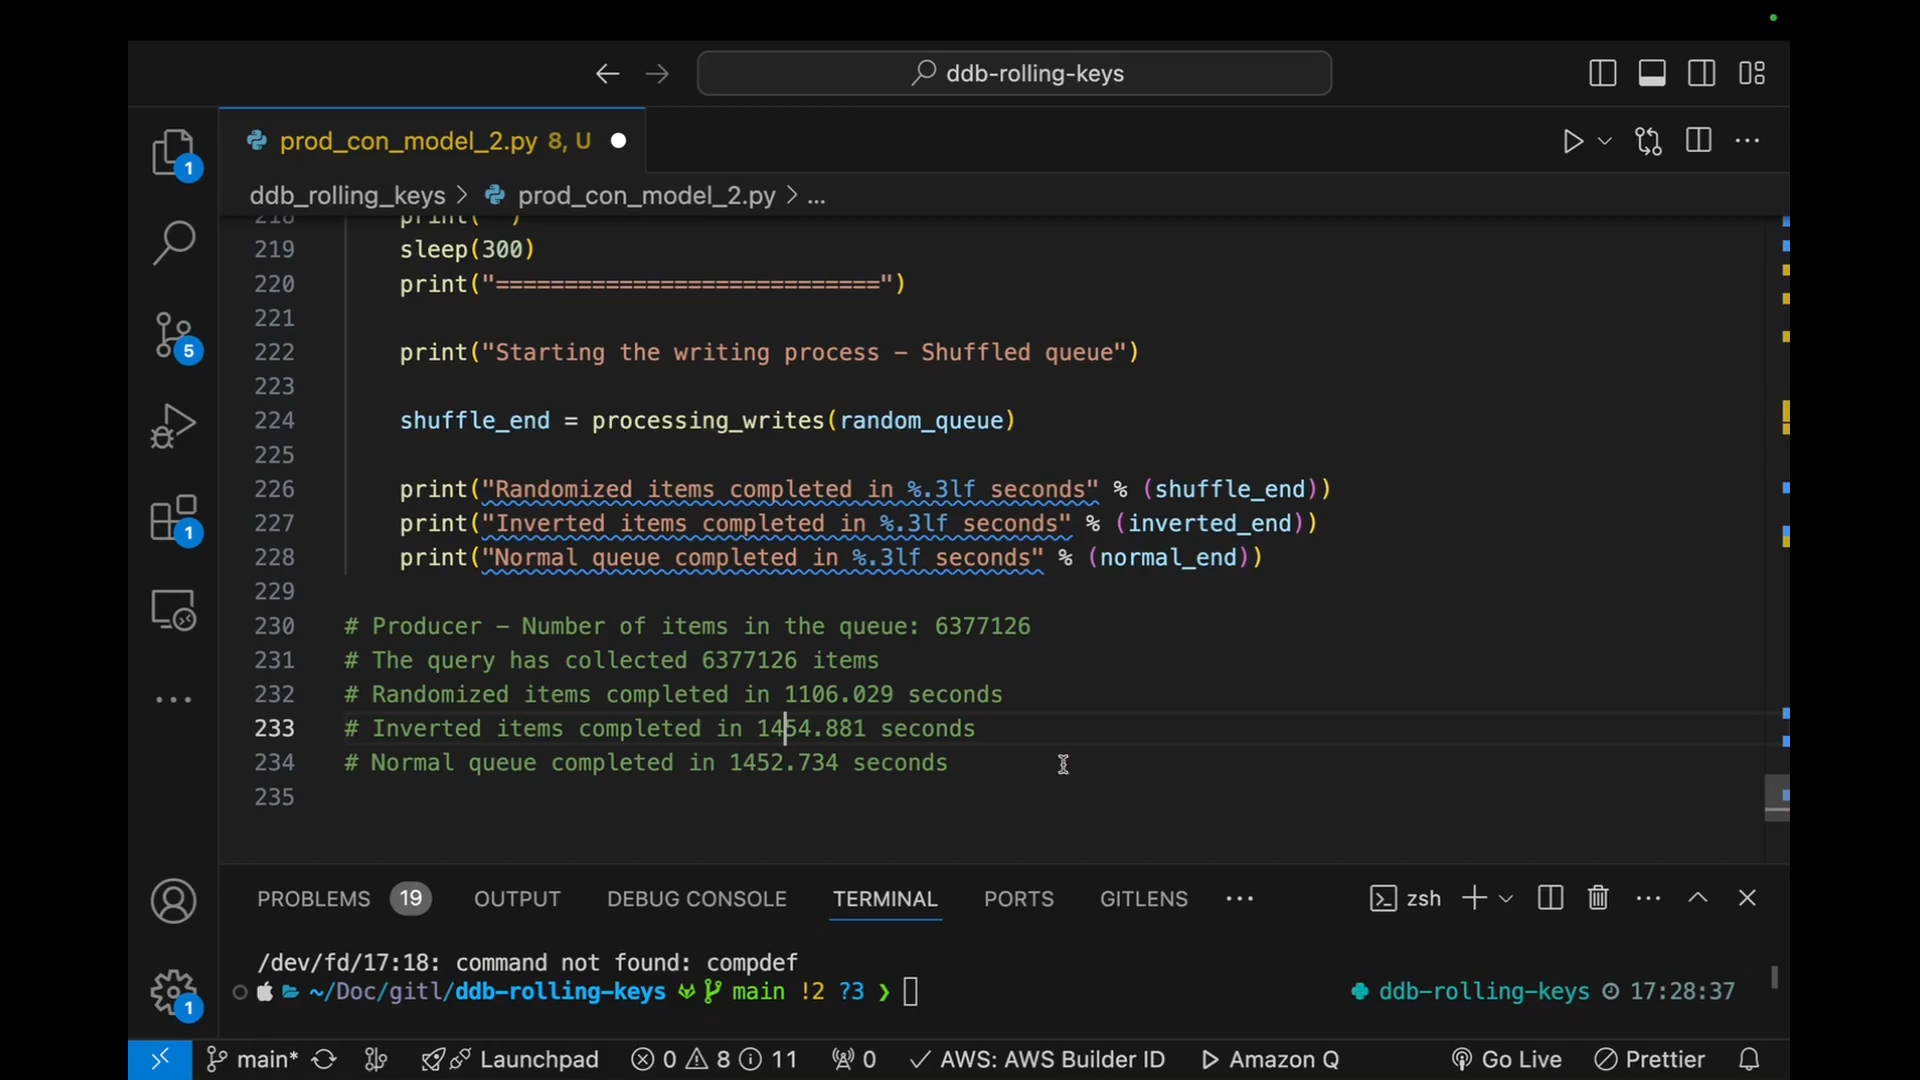 ddb-rolling-keys
prod_con_model_2.py 8, U
ddb_rolling_keys > prod_con_model_2.py > ...
218 print(" ")
219 sleep(300)
220 print("============================")
221
222 print("Starting the writing process – Shuffled queue")
223
224 shuffle_end = processing_writes(random_queue)
225
226 print("Randomized items completed in %.3lf seconds" % (shuffle_end))
227 print("Inverted items completed in %.3lf seconds" % (inverted_end))
228 print("Normal queue completed in %.3lf seconds" % (normal_end))
229
230 # Producer – Number of items in the queue: 6377126
231 # The query has collected 6377126 items
232 # Randomized items completed in 1106.029 seconds
233 # Inverted items completed in 1454.881 seconds
234 # Normal queue completed in 1452.734 seconds
235
1
5
1
1
PROBLEMS 19 OUTPUT DEBUG CONSOLE TERMINAL PORTS GITLENS ... zsh
/dev/fd/17:18: command not found: compdef
~/Doc/gitl/ddb-rolling-keys main !2 ?3 ❯ ddb-rolling-keys 17:28:37
main* Launchpad 0 8 11 0 AWS: AWS Builder ID Amazon Q Go Live Prettier